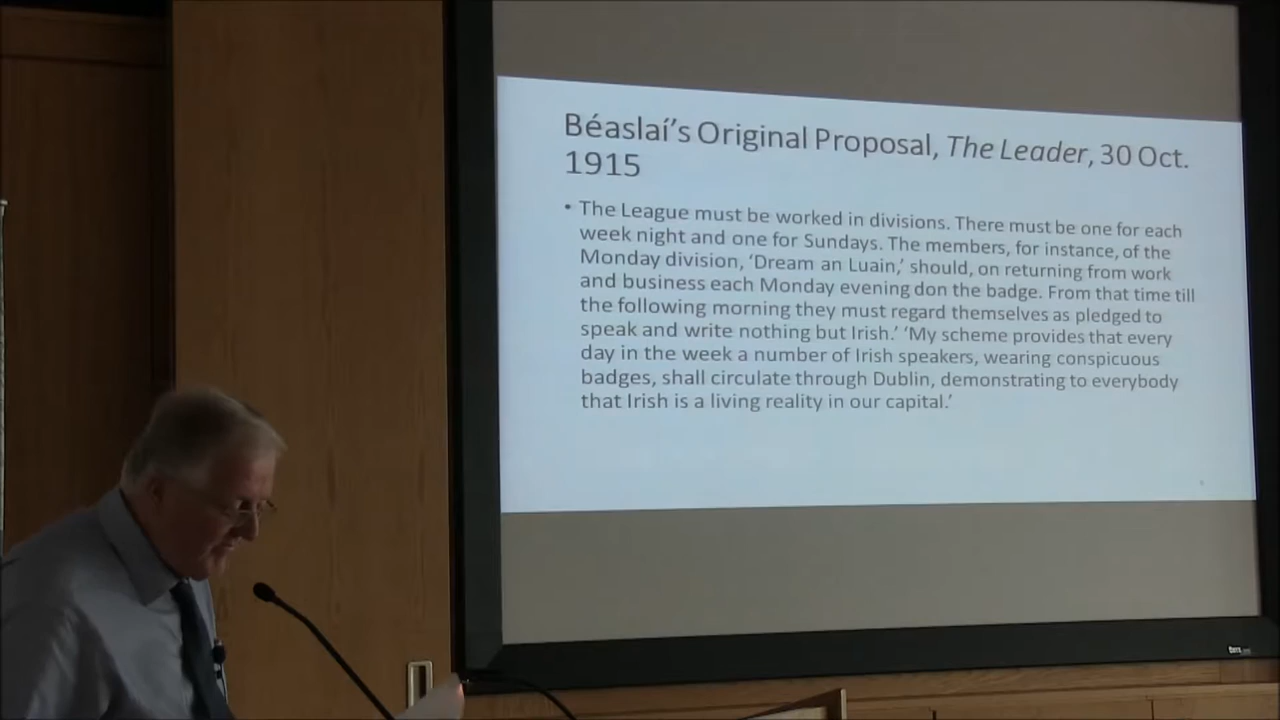 Béaslaí's Original Proposal, The Leader, 30 Oct.
1915
• The League must be worked in divisions. There must be one for each
week night and one for Sundays. The members, for instance, of the
Monday division, 'Dream an Luain,' should, on returning from work
and business each Monday evening don the badge. From that time till
the following morning they must regard themselves as pledged to
speak and write nothing but Irish.' 'My scheme provides that every
day in the week a number of Irish speakers, wearing conspicuous
badges, shall circulate through Dublin, demonstrating to everybody
that Irish is a living reality in our capital.'